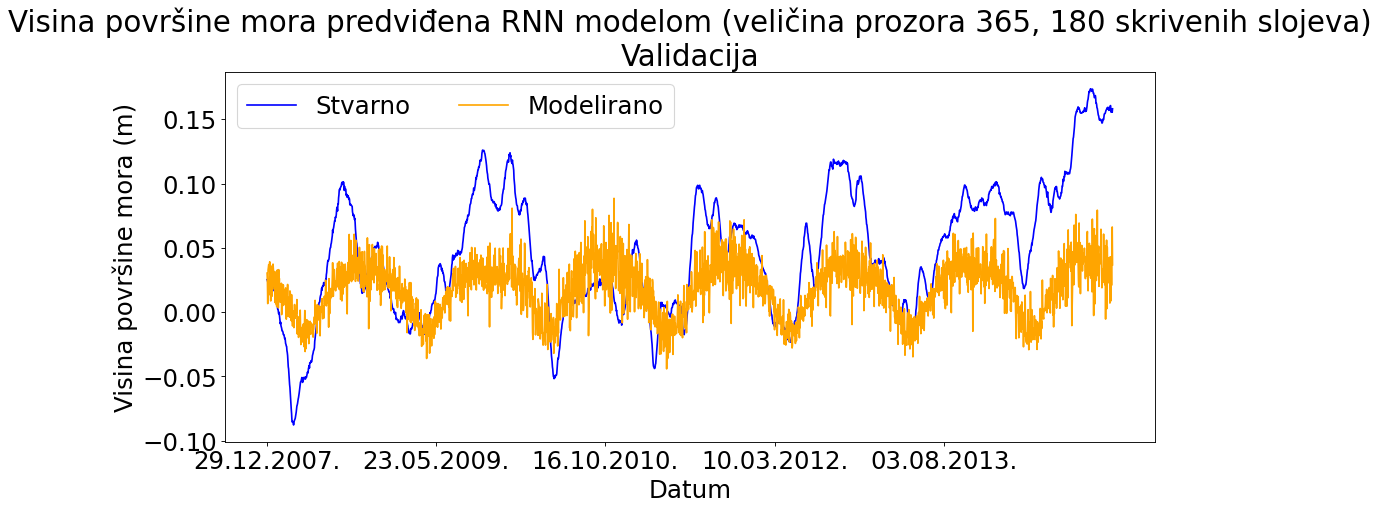 Visina površine mora predviđena RNN modelom (veličina prozora 365, 180 skrivenih slojeva)
Validacija
Stvarno
Modelirano
Visina površine mora (m)
0.15
0.10
0.05
0.00
−0.05
−0.10
29.12.2007.
23.05.2009.
16.10.2010.
10.03.2012.
03.08.2013.
Datum